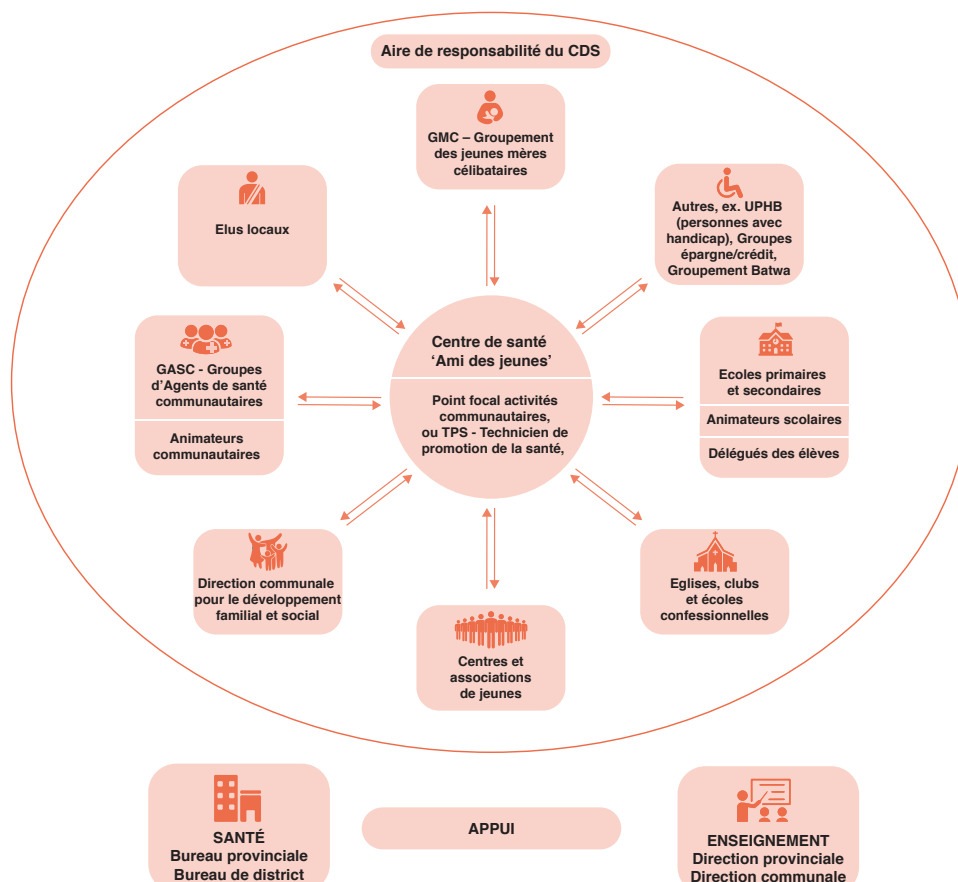 Aire de responsabilité du CDS
GMC – Groupement
des jeunes mères
célibataires
Elus locaux
Autres, ex. UPHB
(personnes avec
handicap), Groupes
épargne/crédit,
Groupement Batwa
GASC - Groupes
d'Agents de santé
communautaires
Animateurs
communautaires
Centre de santé
‘Ami des jeunes’
Point focal activités
communautaires,
ou TPS - Technicien de
promotion de la santé,
Ecoles primaires
et secondaires
Animateurs scolaires
Délégués des élèves
Direction communale
pour le développement
familial et social
Centres et
associations
de jeunes
Eglises, clubs
et écoles
confessionnelles
SANTÉ
Bureau provinciale
Bureau de district
APPUI
ENSEIGNEMENT
Direction provinciale
Direction communale